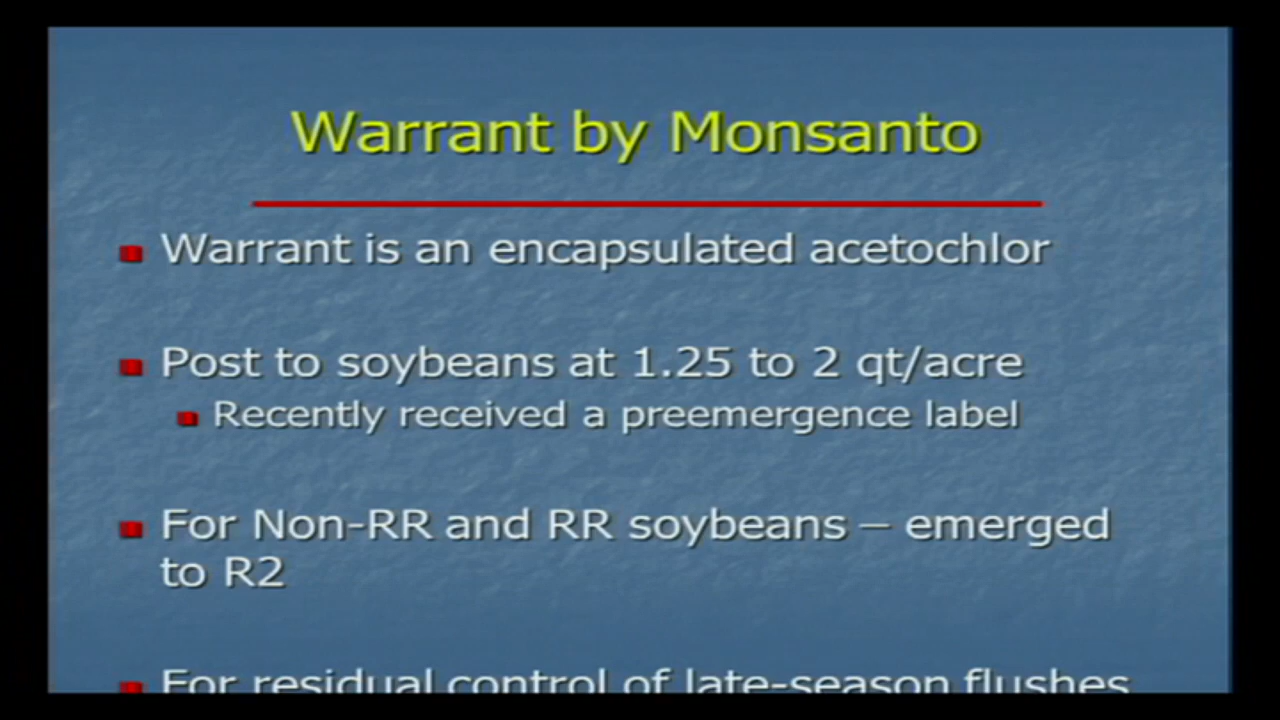 Warrant by Monsanto
Warrant is an encapsulated acetochlor
Post to soybeans at 1.25 to 2 qt/acre
Recently received a preemergence label
For Non-RR and RR soybeans – emerged
to R2
For residual control of late-season flushes